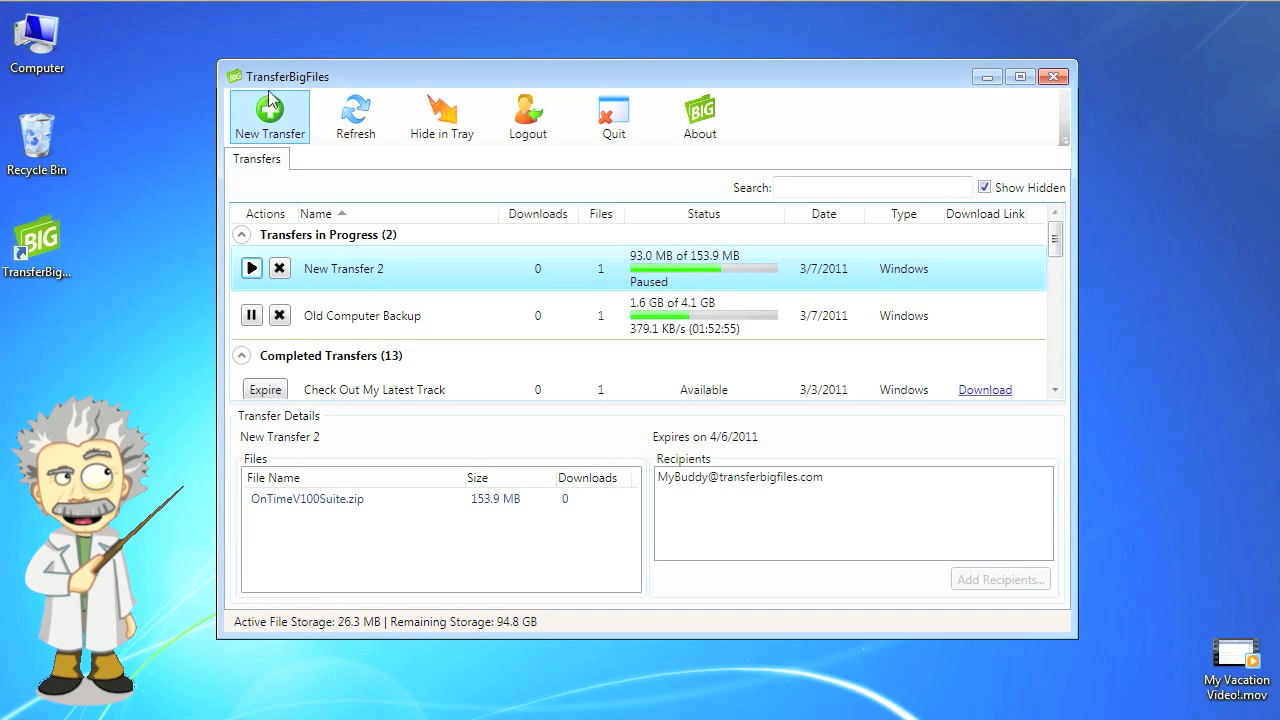 Computer
Recycle Bin
TransferBig...
BIG
BIG TransferBigFiles
New Transfer
Refresh
Hide in Tray
Logout
Quit
BIG
About
Transfers
Search:
Show Hidden
Actions Name Downloads Files Status Date Type Download Link
Transfers in Progress (2)
93.0 MB of 153.9 MB
New Transfer 2 0 1 3/7/2011 Windows
Paused
1.6 GB of 4.1 GB
Old Computer Backup 0 1 3/7/2011 Windows
379.1 KB/s (01:52:55)
Completed Transfers (13)
Expire Check Out My Latest Track 0 1 Available 3/3/2011 Windows Download
Transfer Details
New Transfer 2 Expires on 4/6/2011
Files
File Name Size Downloads
OnTimeV100Suite.zip 153.9 MB 0
Recipients
MyBuddy@transferbigfiles.com
Add Recipients...
Active File Storage: 26.3 MB | Remaining Storage: 94.8 GB
My Vacation
Video!.mov